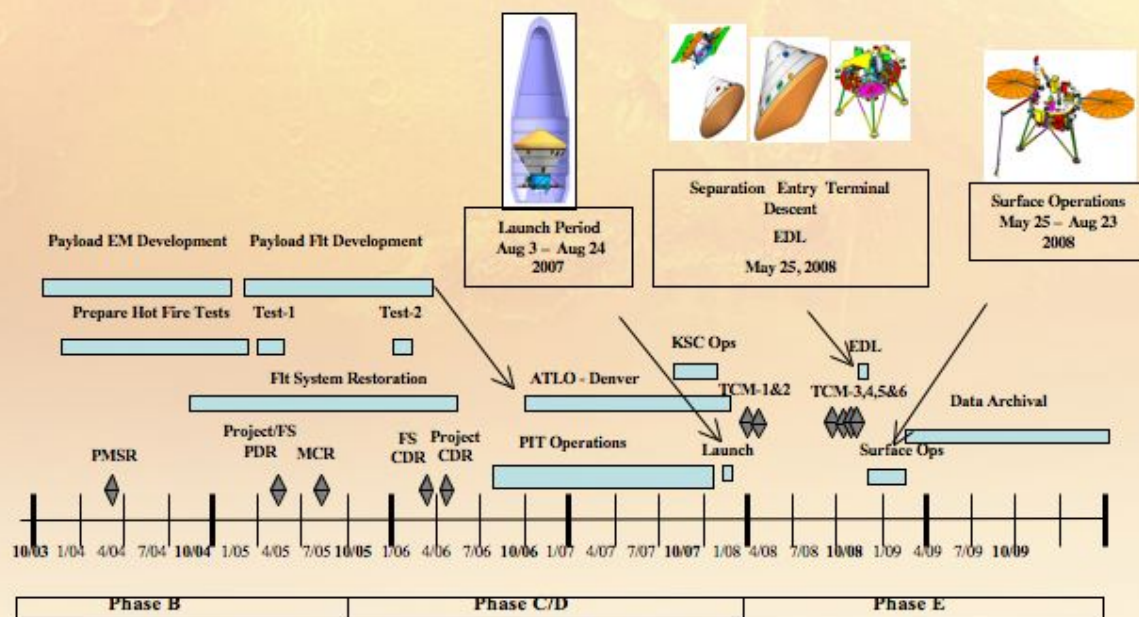 Payload EM Development
Payload Flt Development
Launch Period
Aug 3 – Aug 24
2007
Separation Entry Terminal
Descent
EDL
May 25, 2008
Surface Operations
May 25 – Aug 23
2008
Prepare Hot Fire Tests
Test-1
Test-2
KSC Ops
EDL
Flt System Restoration
ATLO - Denver
TCM-1&2
TCM-3,4,5&6
Data Archival
PMSR
Project/FS
PDR
MCR
FS
CDR
Project
CDR
PIT Operations
Launch
Surface Ops
10/03 1/04 4/04 7/04 10/04 1/05 4/05 7/05 10/05 1/06 4/06 7/06 10/06 1/07 4/07 7/07 10/07 1/08 4/08 7/08 10/08 1/09 4/09 7/09 10/09
Phase B
Phase C/D
Phase E